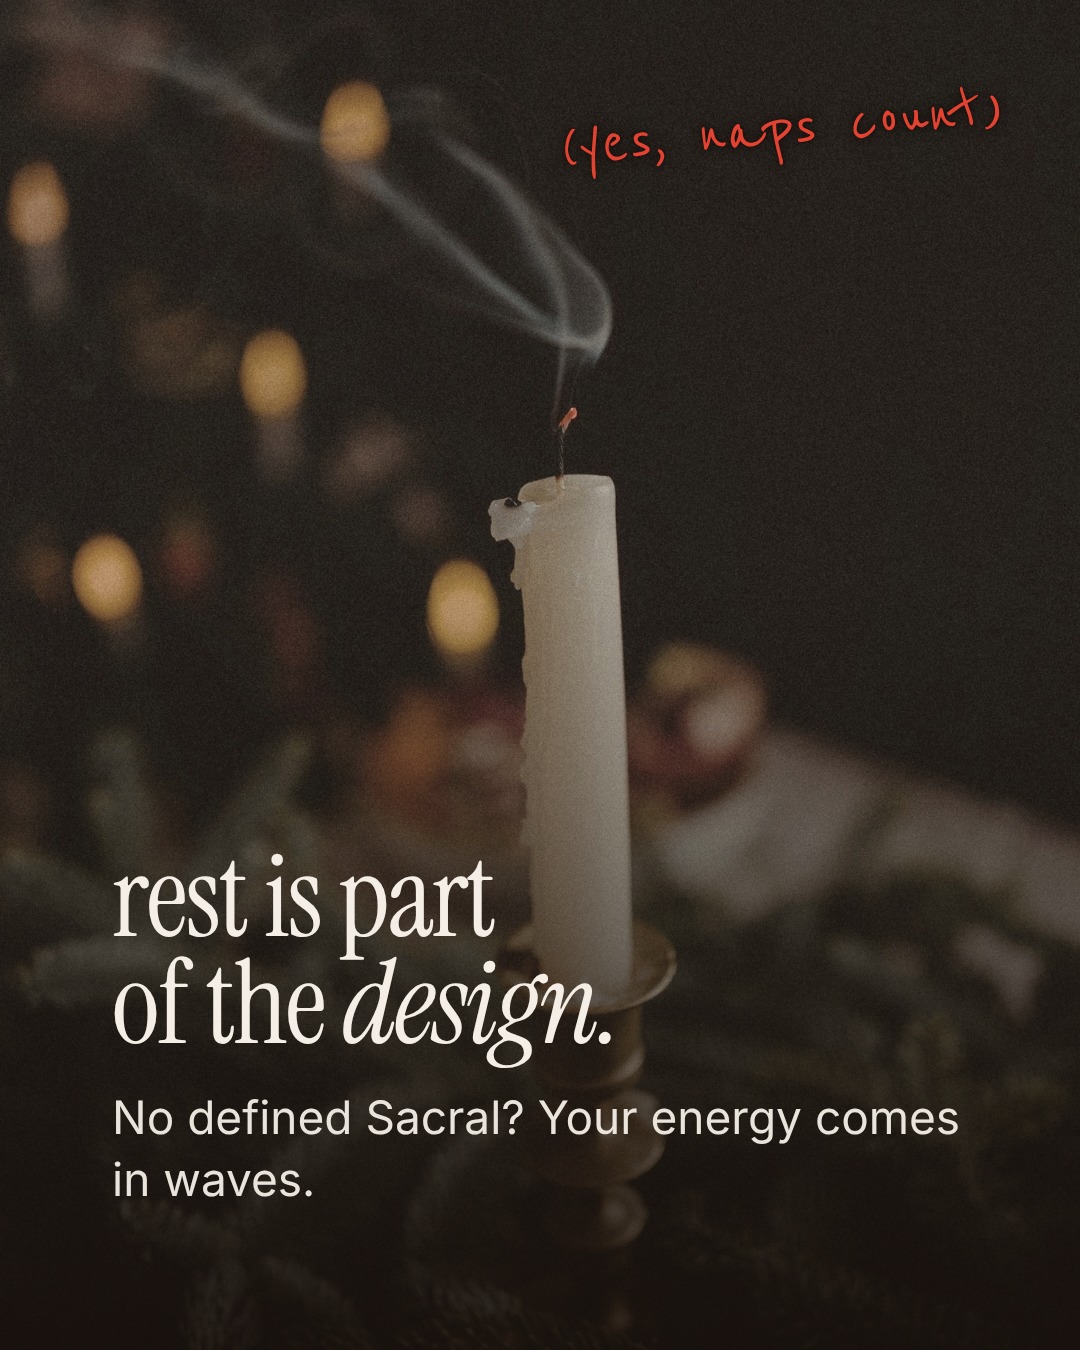 (yes, naps count)
rest is part
of the design.
No defined Sacral? Your energy comes
in waves.